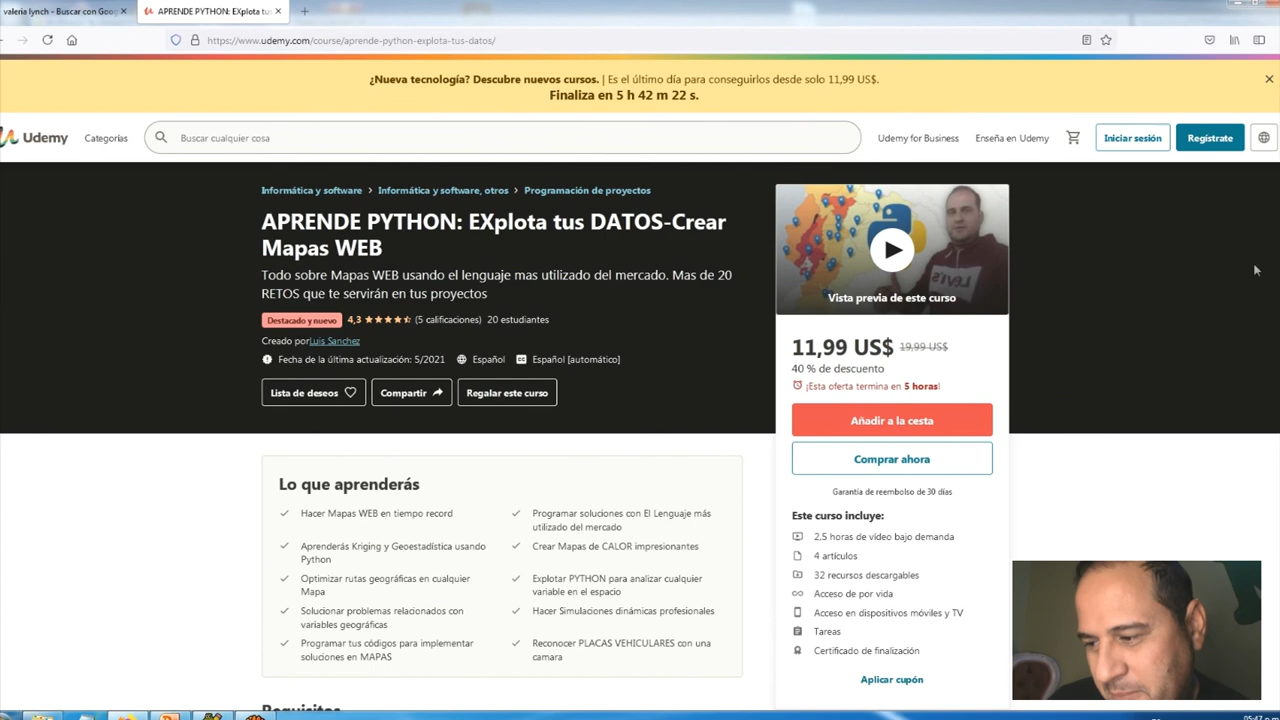 valeria lynch - Buscar con Goog
APRENDE PYTHON: EXplota tus
https://www.udemy.com/course/aprende-python-explota-tus-datos/
¿Nueva tecnología? Descubre nuevos cursos. | Es el último día para conseguirlos desde solo 11,99 US$.
Finaliza en 5 h 42 m 22 s.
Udemy
Categorías
Buscar cualquier cosa
Udemy for Business
Enseña en Udemy
Iniciar sesión
Regístrate
Informática y software > Informática y software, otros > Programación de proyectos
APRENDE PYTHON: EXplota tus DATOS-Crear
Mapas WEB
Todo sobre Mapas WEB usando el lenguaje mas utilizado del mercado. Mas de 20
RETOS que te servirán en tus proyectos
Destacado y nuevo 4,3 (5 calificaciones) 20 estudiantes
Creado por Luis Sanchez
Fecha de la última actualización: 5/2021 Español Español [automático]
Lista de deseos
Compartir
Regalar este curso
LEVI'S
Vista previa de este curso
11,99 US$ 19,99 US$
40 % de descuento
¡Esta oferta termina en 5 horas!
Añadir a la cesta
Comprar ahora
Garantía de reembolso de 30 días
Este curso incluye:
2,5 horas de vídeo bajo demanda
4 artículos
32 recursos descargables
Acceso de por vida
Acceso en dispositivos móviles y TV
Tareas
Certificado de finalización
Aplicar cupón
Lo que aprenderás
Hacer Mapas WEB en tiempo record
Programar soluciones con El Lenguaje más
utilizado del mercado
Aprenderás Kriging y Geoestadística usando
Python
Crear Mapas de CALOR impresionantes
Optimizar rutas geográficas en cualquier
Mapa
Explotar PYTHON para analizar cualquier
variable en el espacio
Solucionar problemas relacionados con
variables geográficas
Hacer Simulaciones dinámicas profesionales
Programar tus códigos para implementar
soluciones en MAPAS
Reconocer PLACAS VEHICULARES con una
camara
Requisitos
05:47 p.m.